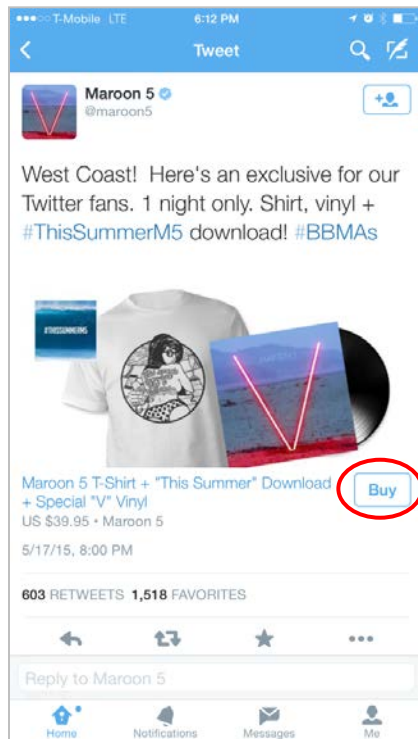 T-Mobile LTE 6:12 PM
Tweet
Maroon 5
@maroon5
West Coast!  Here's an exclusive for our
Twitter fans. 1 night only. Shirt, vinyl +
#ThisSummerM5 download! #BBMAs
#THISSUMMERM5
Maroon 5 T-Shirt + "This Summer" Download
+ Special "V" Vinyl
Buy
US $39.95 • Maroon 5
5/17/15, 8:00 PM
603 RETWEETS 1,518 FAVORITES
Reply to Maroon 5
Home Notifications Messages Me